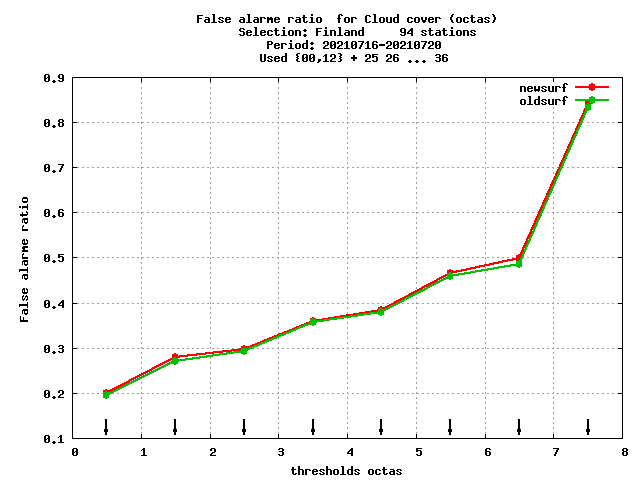 False alarme ratio  for Cloud cover (octas)
Selection: Finland     94 stations
Period: 20210716-20210720
Used {00,12} + 25 26 ... 36
newsurf
oldsurf
0.9
0.8
0.7
0.6
0.5
0.4
0.3
0.2
0.1
False alarme ratio
0 1 2 3 4 5 6 7 8
thresholds octas